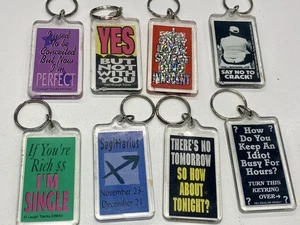 I used
to be
Conceited
But Now
I'm
PERFECT
YES
BUT
NOT
WITH YOU
INNOCENT
SAY NO TO
CRACK!
If You're
Rich $$
I'M
SINGLE
Sagittarius
November 23-
December 21
THERE'S NO
TOMORROW
SO HOW
ABOUT
TONIGHT?
? How ?
Do You
Keep An
Idiot
Busy For
Hours?
TURN THIS
KEYRING
OVER→